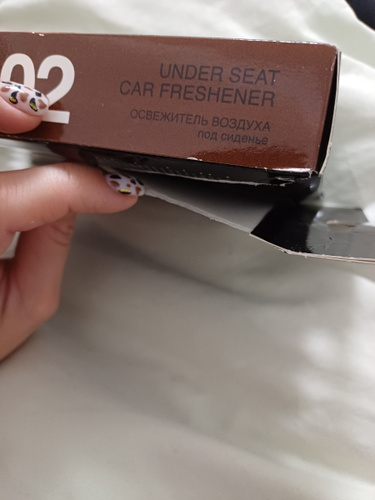 02
UNDER SEAT
CAR FRESHENER
ОСВЕЖИТЕЛЬ ВОЗДУХА
под сиденье